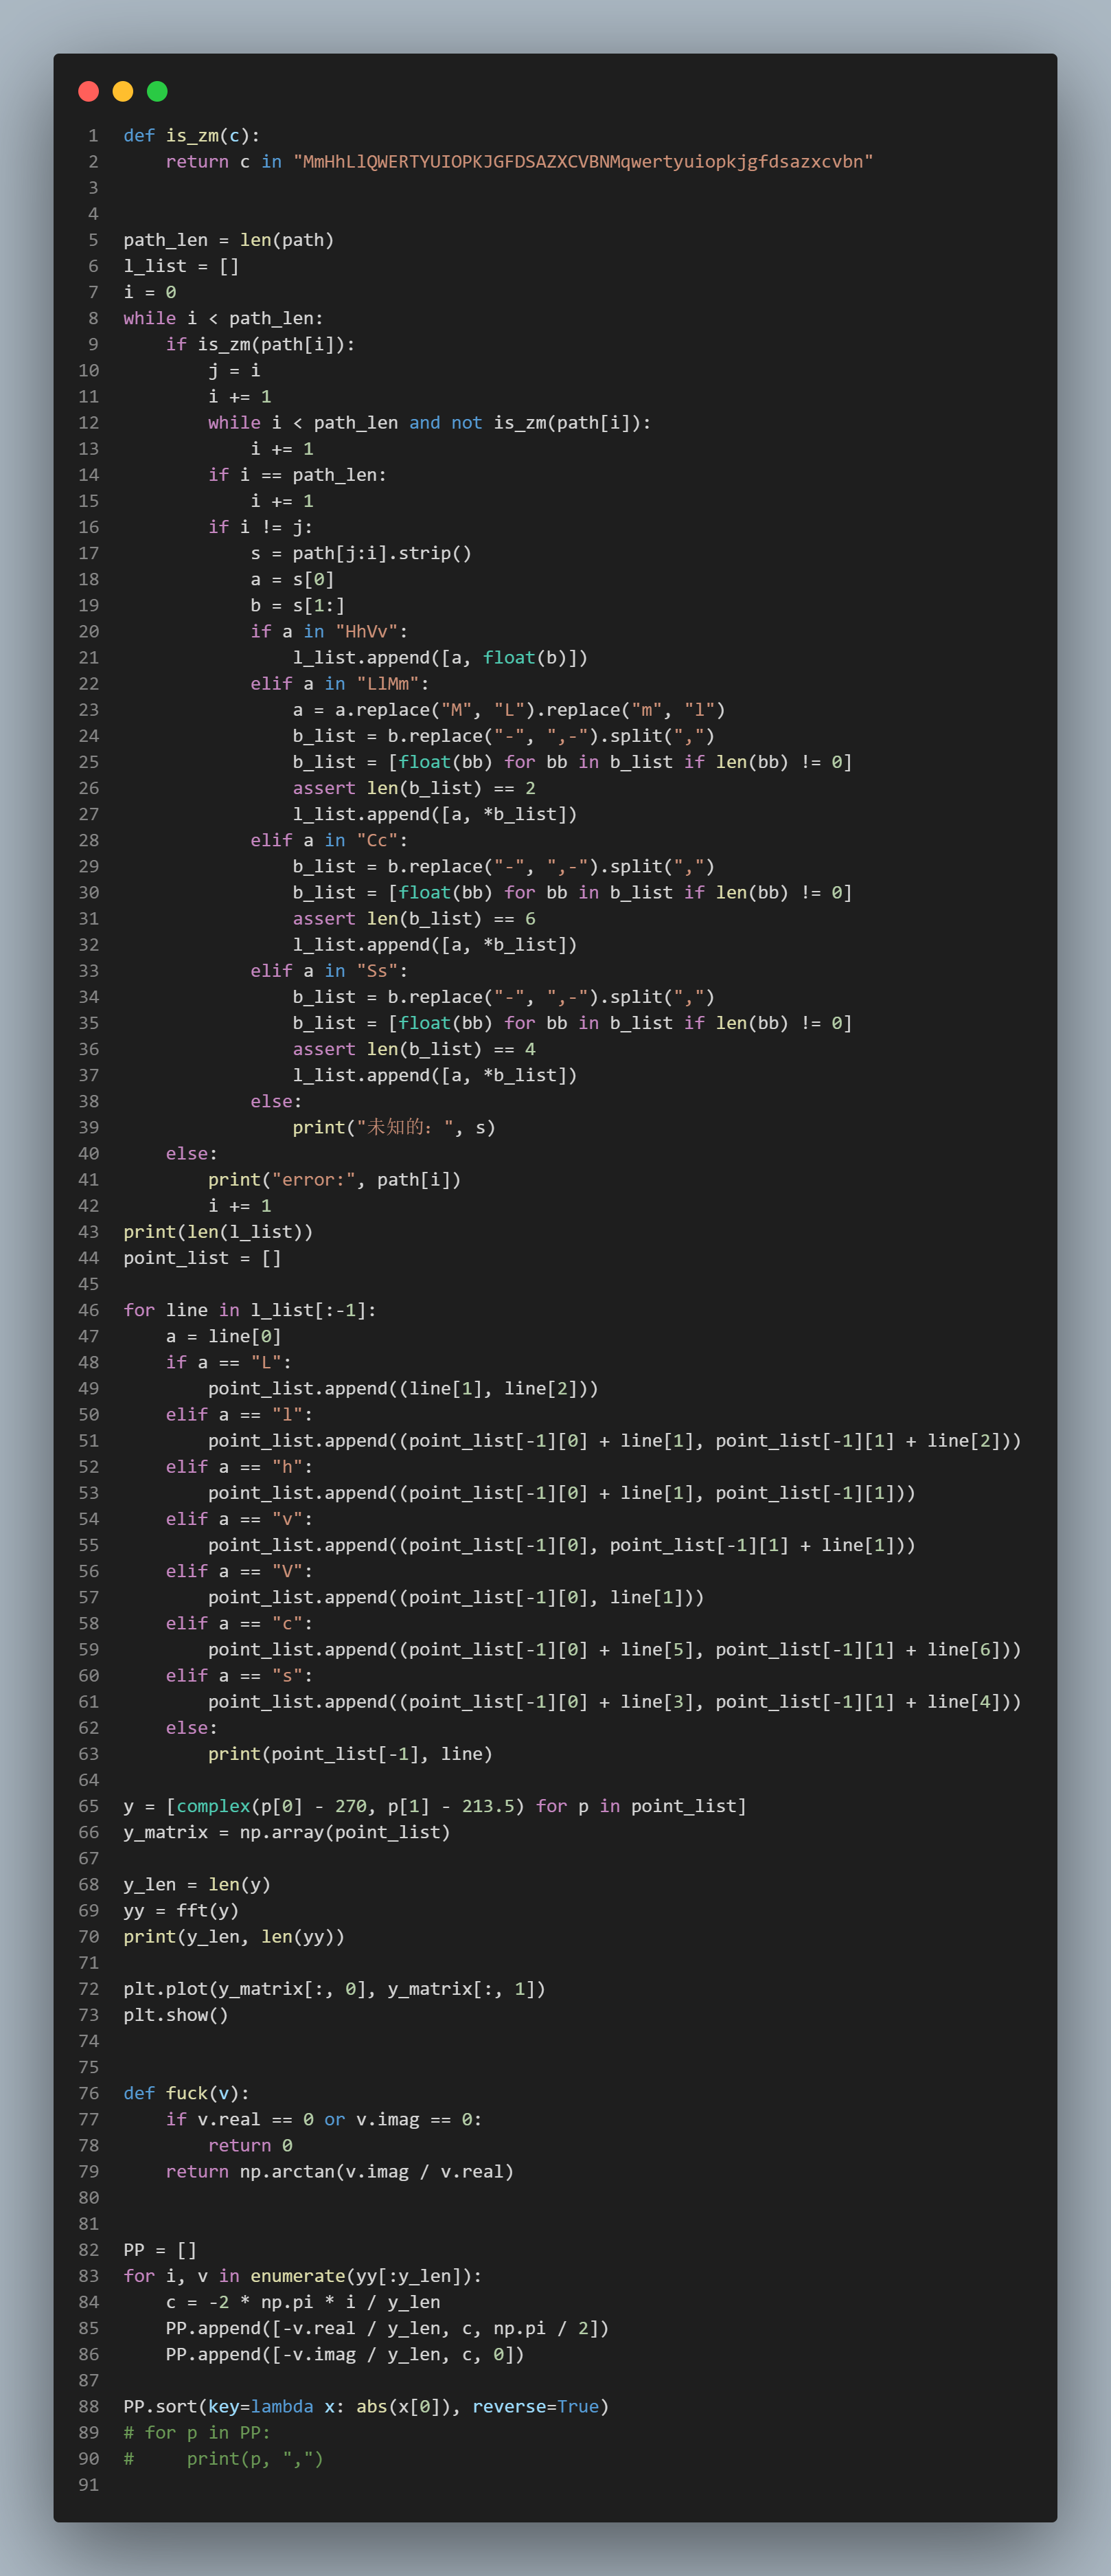 1 def is_zm(c):
2     return c in "MmHhLlQWERTYUIOPKJGFDSAZXCVBNMqwertyuiopkjgfdsazxcvbn"
3
4
5 path_len = len(path)
6 l_list = []
7 i = 0
8 while i < path_len:
9     if is_zm(path[i]):
10         j = i
11         i += 1
12         while i < path_len and not is_zm(path[i]):
13             i += 1
14         if i == path_len:
15             i += 1
16         if i != j:
17             s = path[j:i].strip()
18             a = s[0]
19             b = s[1:]
20             if a in "HhVv":
21                 l_list.append([a, float(b)])
22             elif a in "LlMm":
23                 a = a.replace("M", "L").replace("m", "l")
24                 b_list = b.replace("-", ",-").split(",")
25                 b_list = [float(bb) for bb in b_list if len(bb) != 0]
26                 assert len(b_list) == 2
27                 l_list.append([a, *b_list])
28             elif a in "Cc":
29                 b_list = b.replace("-", ",-").split(",")
30                 b_list = [float(bb) for bb in b_list if len(bb) != 0]
31                 assert len(b_list) == 6
32                 l_list.append([a, *b_list])
33             elif a in "Ss":
34                 b_list = b.replace("-", ",-").split(",")
35                 b_list = [float(bb) for bb in b_list if len(bb) != 0]
36                 assert len(b_list) == 4
37                 l_list.append([a, *b_list])
38             else:
39                 print("未知的：", s)
40     else:
41         print("error:", path[i])
42         i += 1
43 print(len(l_list))
44 point_list = []
45
46 for line in l_list[:-1]:
47     a = line[0]
48     if a == "L":
49         point_list.append((line[1], line[2]))
50     elif a == "l":
51         point_list.append((point_list[-1][0] + line[1], point_list[-1][1] + line[2]))
52     elif a == "h":
53         point_list.append((point_list[-1][0] + line[1], point_list[-1][1]))
54     elif a == "v":
55         point_list.append((point_list[-1][0], point_list[-1][1] + line[1]))
56     elif a == "V":
57         point_list.append((point_list[-1][0], line[1]))
58     elif a == "c":
59         point_list.append((point_list[-1][0] + line[5], point_list[-1][1] + line[6]))
60     elif a == "s":
61         point_list.append((point_list[-1][0] + line[3], point_list[-1][1] + line[4]))
62     else:
63         print(point_list[-1], line)
64
65 y = [complex(p[0] - 270, p[1] - 213.5) for p in point_list]
66 y_matrix = np.array(point_list)
67
68 y_len = len(y)
69 yy = fft(y)
70 print(y_len, len(yy))
71
72 plt.plot(y_matrix[:, 0], y_matrix[:, 1])
73 plt.show()
74
75
76 def fuck(v):
77     if v.real == 0 or v.imag == 0:
78         return 0
79     return np.arctan(v.imag / v.real)
80
81
82 PP = []
83 for i, v in enumerate(yy[:y_len]):
84     c = -2 * np.pi * i / y_len
85     PP.append([-v.real / y_len, c, np.pi / 2])
86     PP.append([-v.imag / y_len, c, 0])
87
88 PP.sort(key=lambda x: abs(x[0]), reverse=True)
89 # for p in PP:
90 #     print(p, ",")
91